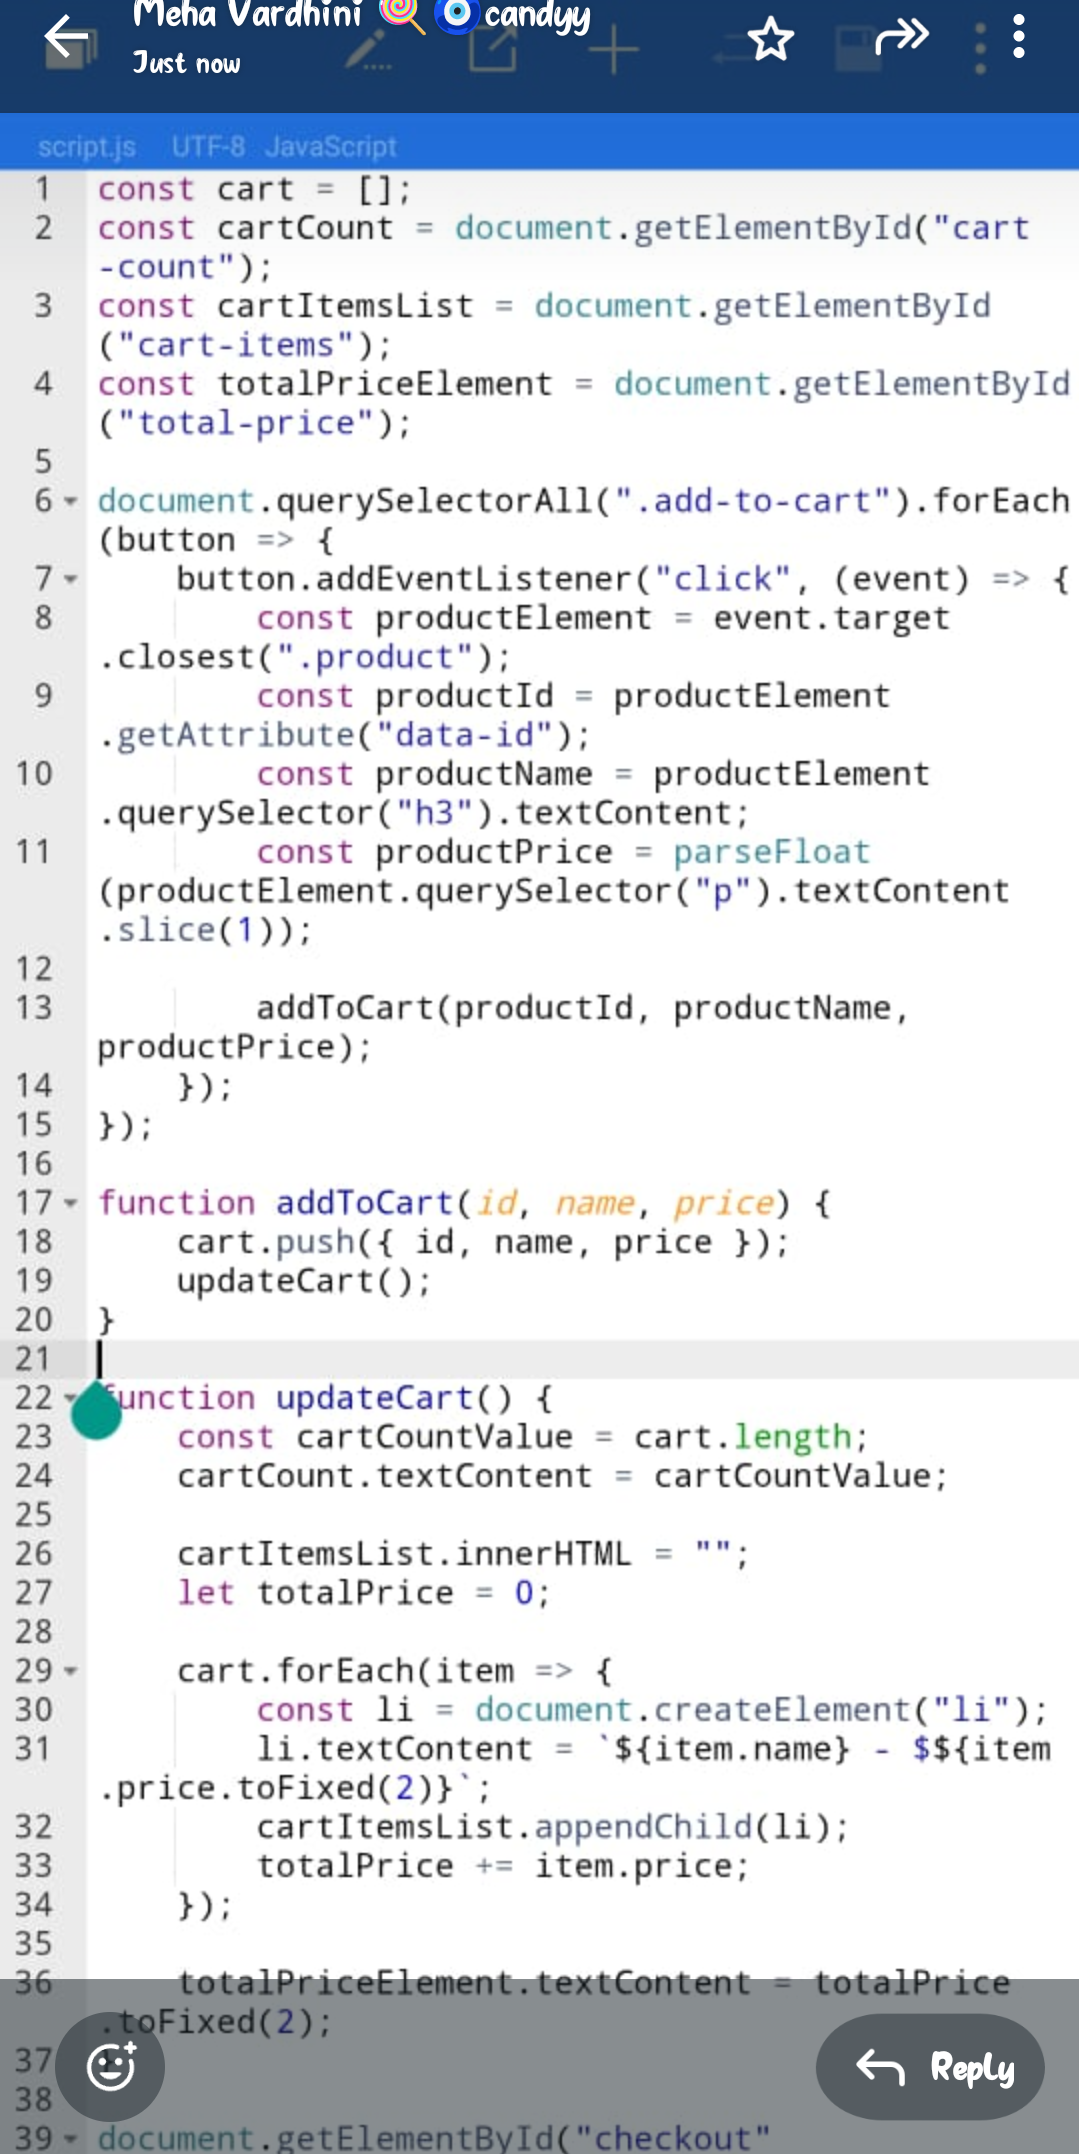 Meha Vardhini 🍭🧿candyy
Just now
script.js UTF-8 JavaScript
1 const cart = [];
2 const cartCount = document.getElementById("cart
-count");
3 const cartItemsList = document.getElementById
("cart-items");
4 const totalPriceElement = document.getElementById
("total-price");
5
6 document.querySelectorAll(".add-to-cart").forEach
(button => {
7     button.addEventListener("click", (event) => {
8         const productElement = event.target
.closest(".product");
9         const productId = productElement
.getAttribute("data-id");
10         const productName = productElement
.querySelector("h3").textContent;
11         const productPrice = parseFloat
(productElement.querySelector("p").textContent
.slice(1));
12
13         addToCart(productId, productName,
productPrice);
14     });
15 });
16
17 function addToCart(id, name, price) {
18     cart.push({ id, name, price });
19     updateCart();
20 }
21
22 function updateCart() {
23     const cartCountValue = cart.length;
24     cartCount.textContent = cartCountValue;
25
26     cartItemsList.innerHTML = "";
27     let totalPrice = 0;
28
29     cart.forEach(item => {
30         const li = document.createElement("li");
31         li.textContent = `${item.name} - $${item
.price.toFixed(2)}`;
32         cartItemsList.appendChild(li);
33         totalPrice += item.price;
34     });
35
36     totalPriceElement.textContent = totalPrice
.toFixed(2);
37
38
39 document.getElementById("checkout"
Reply